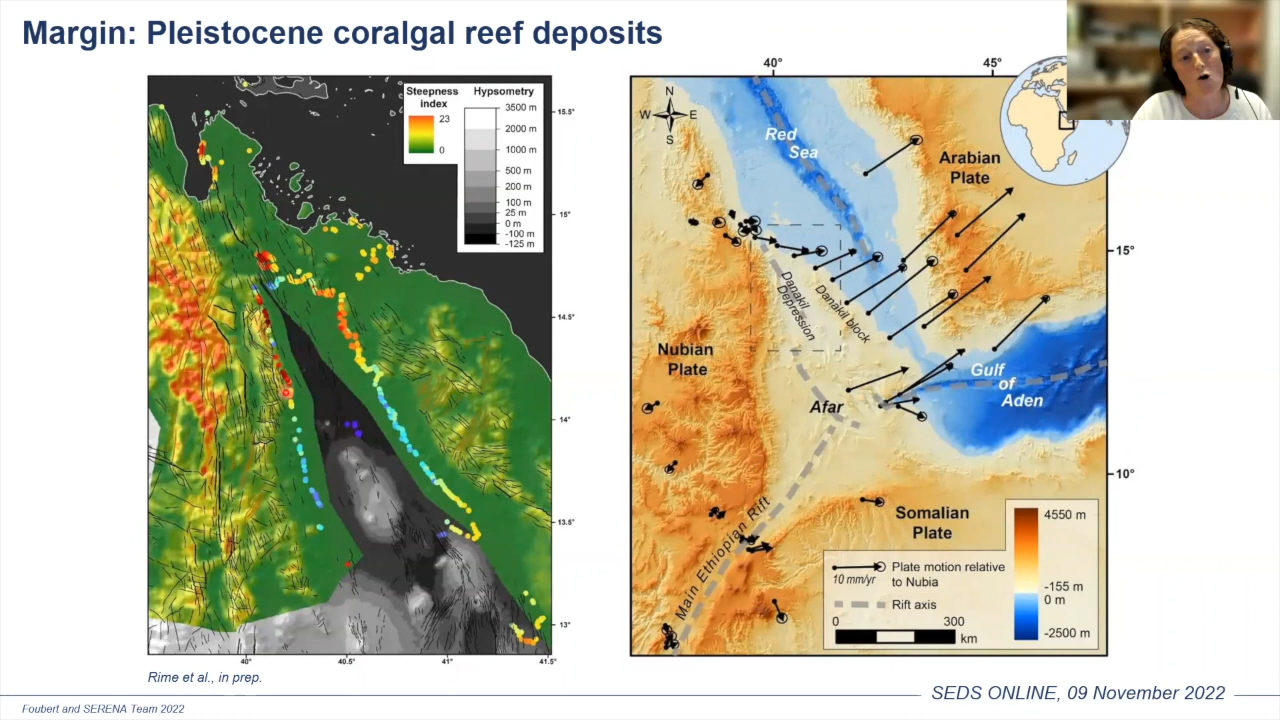 Margin: Pleistocene coralgal reef deposits
Steepness
index
23
0
Hypsometry
3500 m
2000 m
1000 m
500 m
200 m
100 m
25 m
0 m
-100 m
-125 m
15.5°
15°
14.5°
14°
13.5°
13°
40°
40.5°
41°
41.5°
Rime et al., in prep.
40°
45°
N
W E
S
Red
Sea
Arabian
Plate
15°
Danakil
Depression
Danakil block
Nubian
Plate
Gulf
of
Aden
Afar
10°
Main Ethiopian Rift
Somalian
Plate
4550 m
-155 m
0 m
-2500 m
10 mm/yr
Plate motion relative
to Nubia
Rift axis
0 300
km
SEDS ONLINE, 09 November 2022
Foubert and SERENA Team 2022